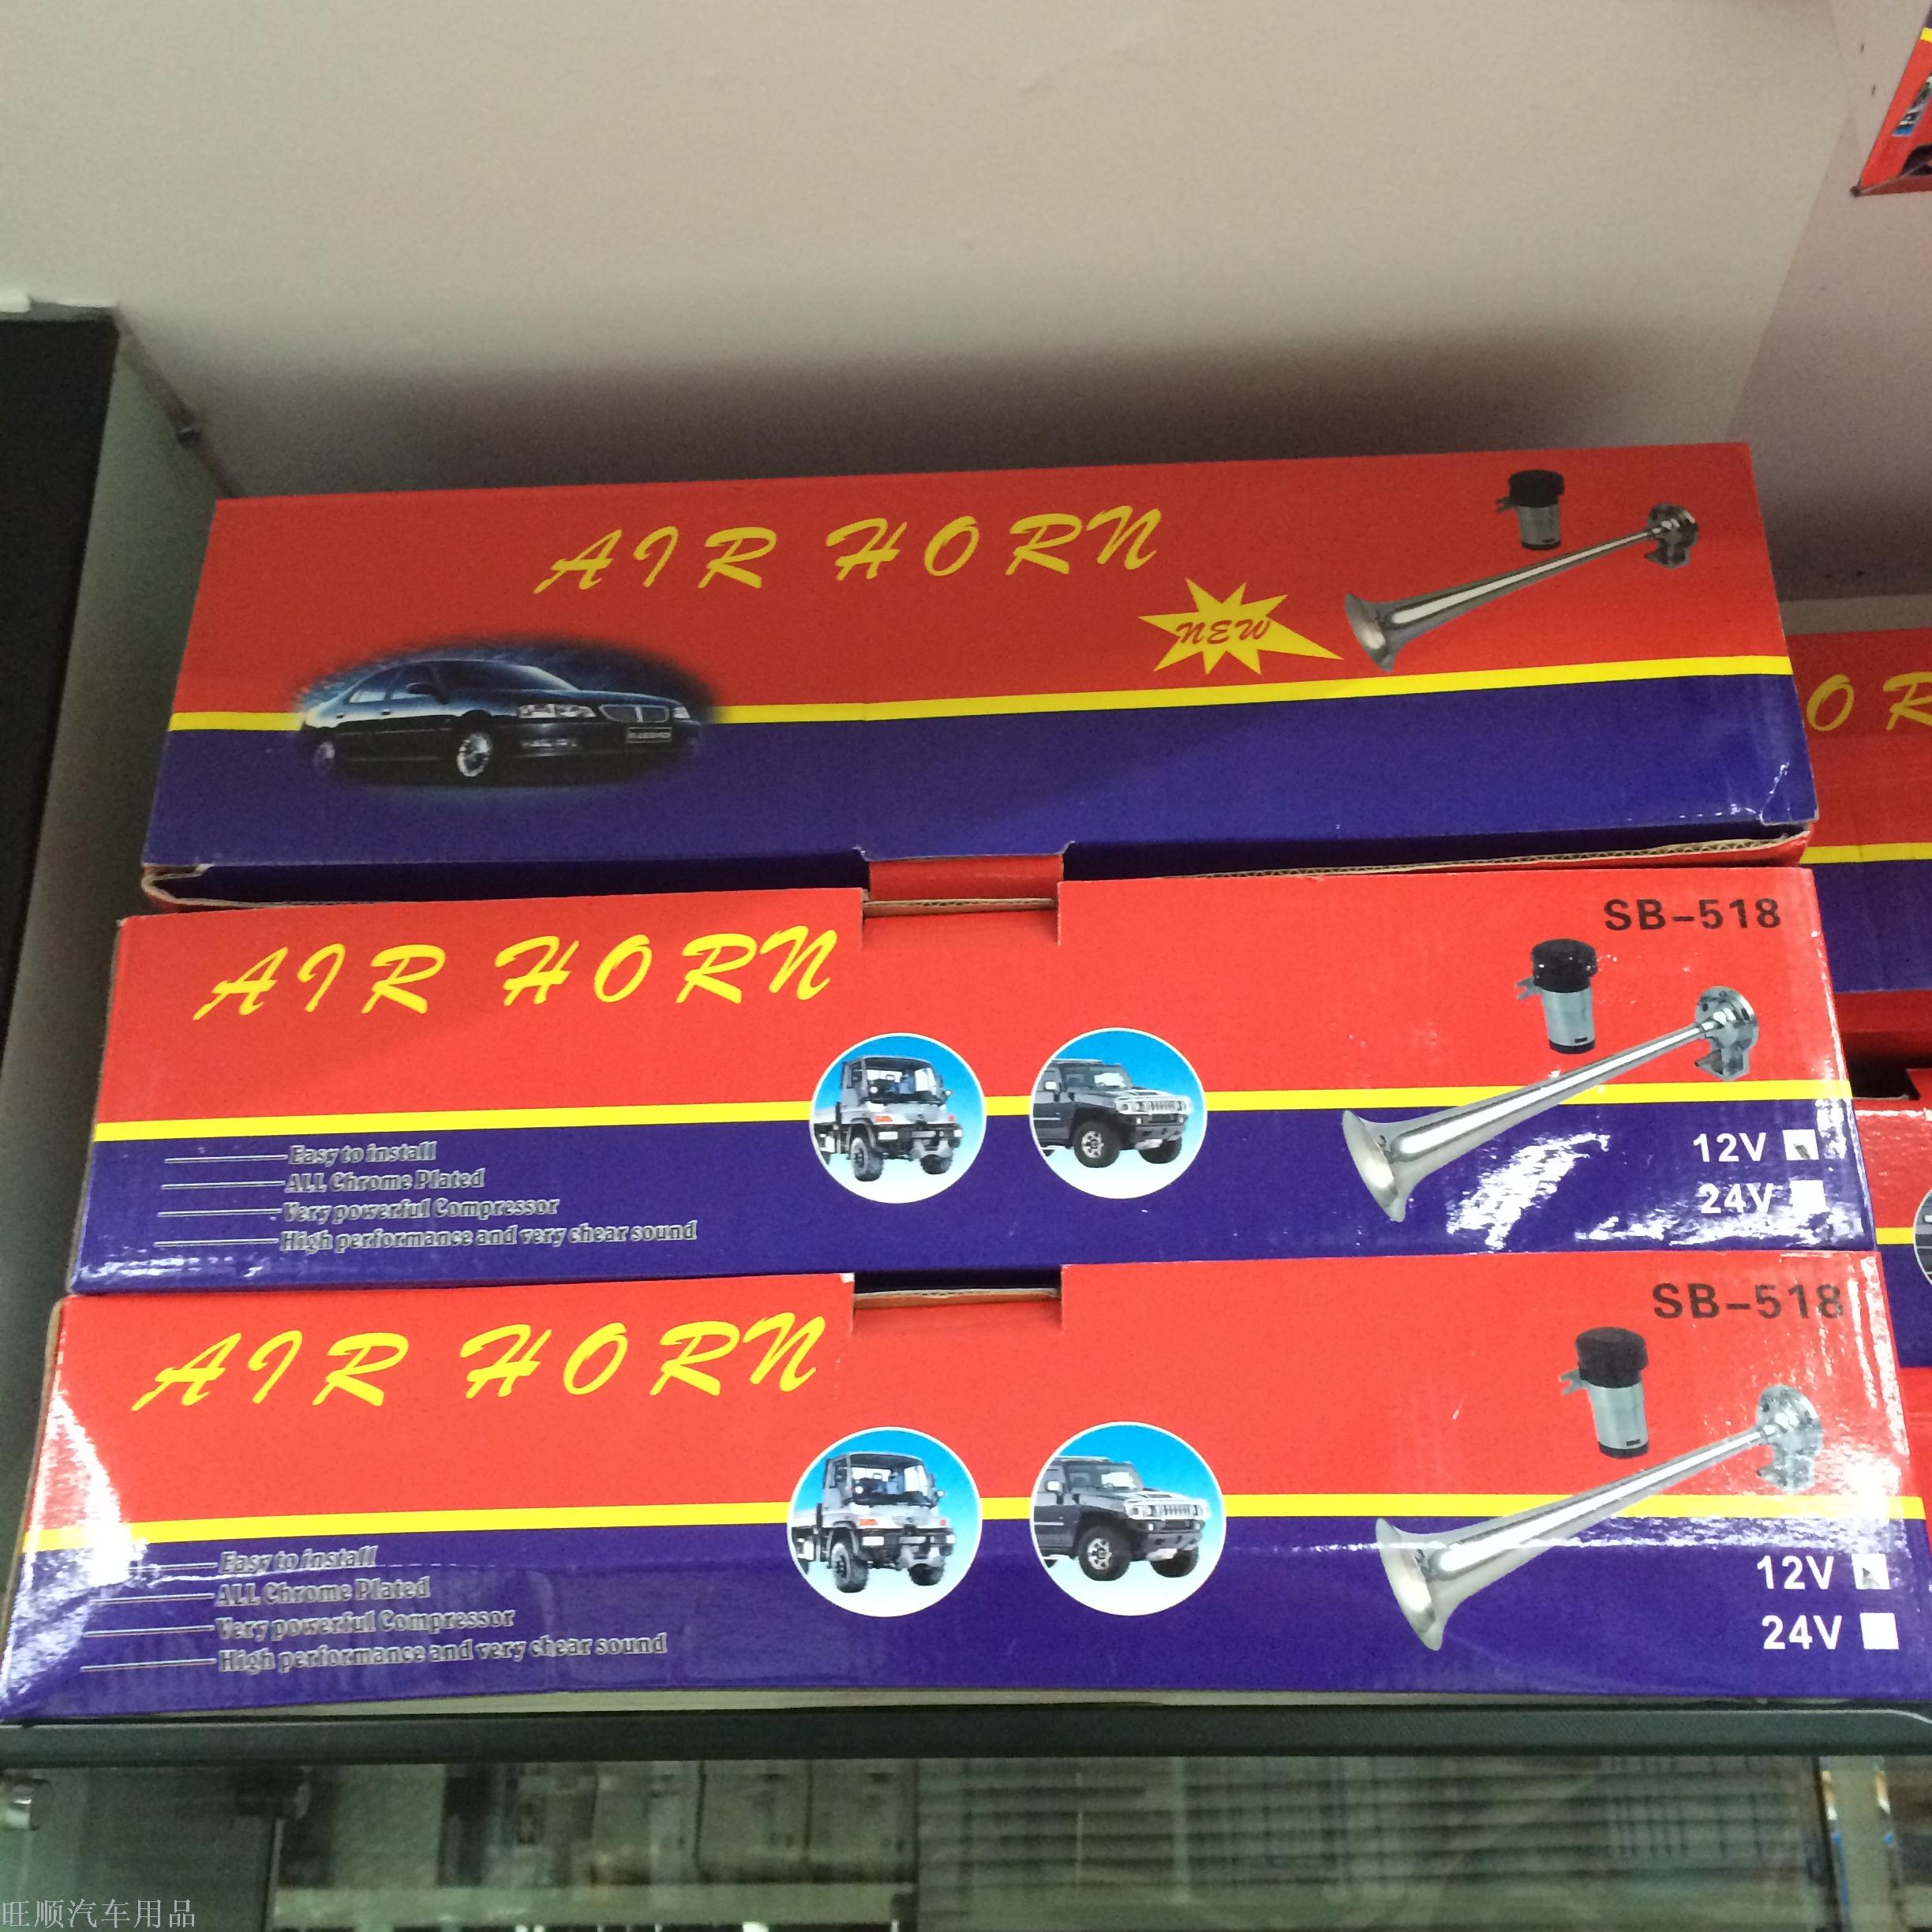 AIR HORN
NEW
O R
SB-518
AIR HORN
12V
24V
Easy to install
ALL Chrome Plated
Very powerful Compressor
High performance and very chear sound
SB-518
AIR HORN
12V
24V
Easy to install
ALL Chrome Plated
Very powerful Compressor
High performance and very chear sound
旺顺汽车用品